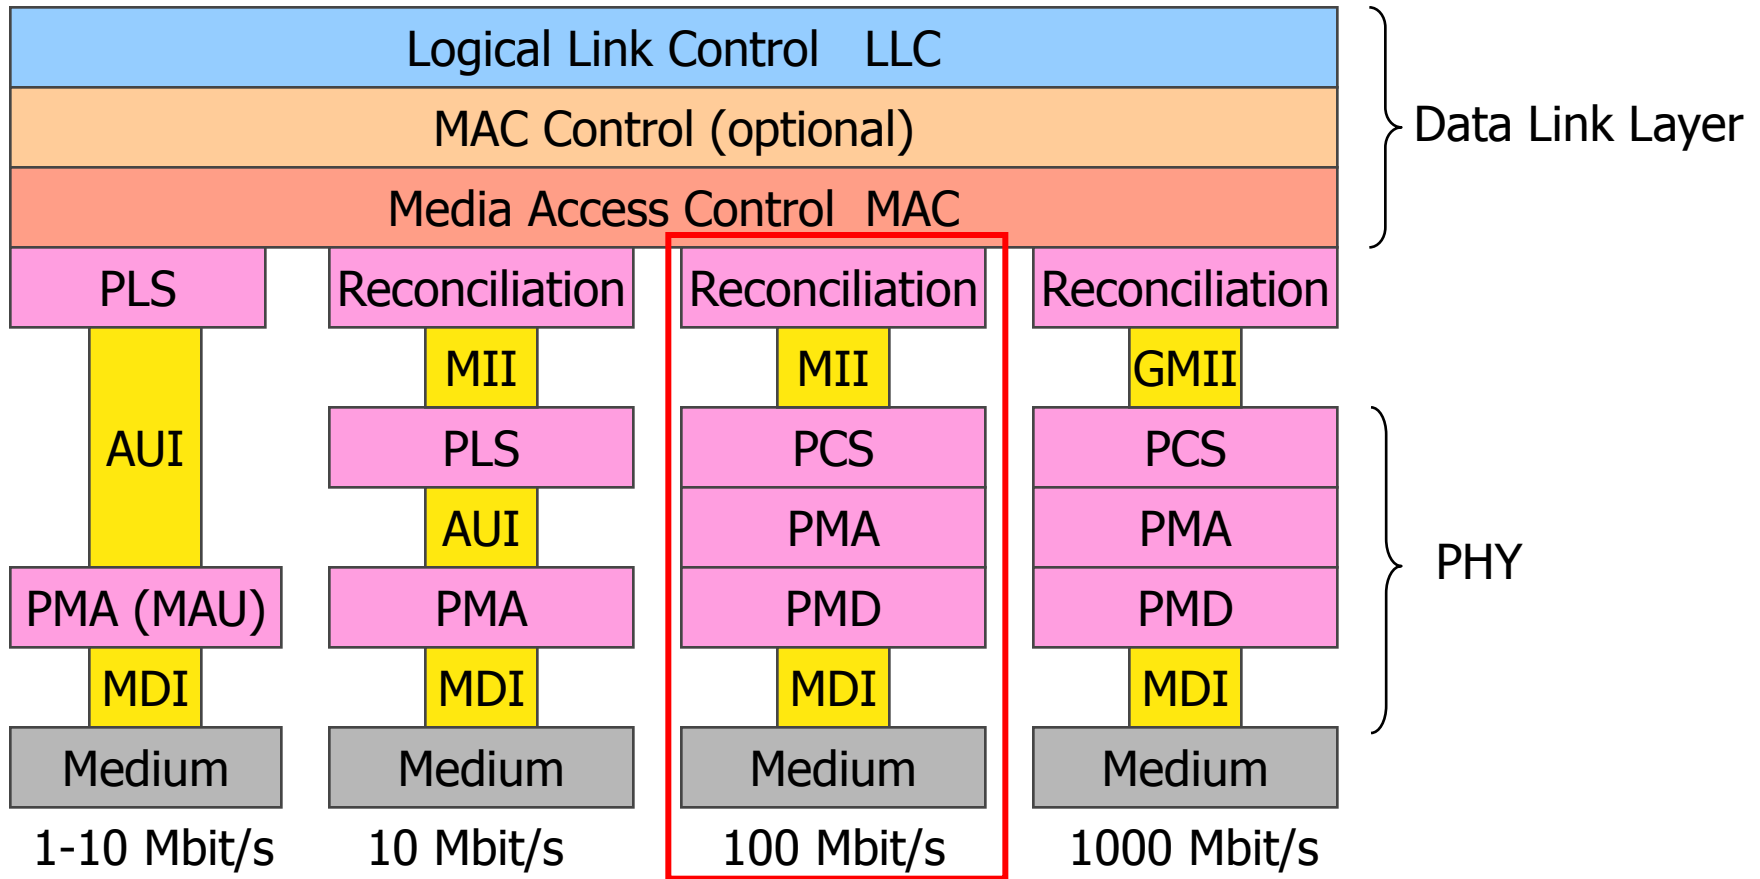 Logical Link Control LLC
MAC Control (optional)
Data Link Layer
Media Access Control MAC
PLS Reconciliation Reconciliation Reconciliation
MII MII GMII
AUI PLS PCS PCS
AUI PMA PMA
PHY
PMA (MAU) PMA PMD PMD
MDI MDI MDI MDI
Medium Medium Medium Medium
1-10 Mbit/s 10 Mbit/s 100 Mbit/s 1000 Mbit/s